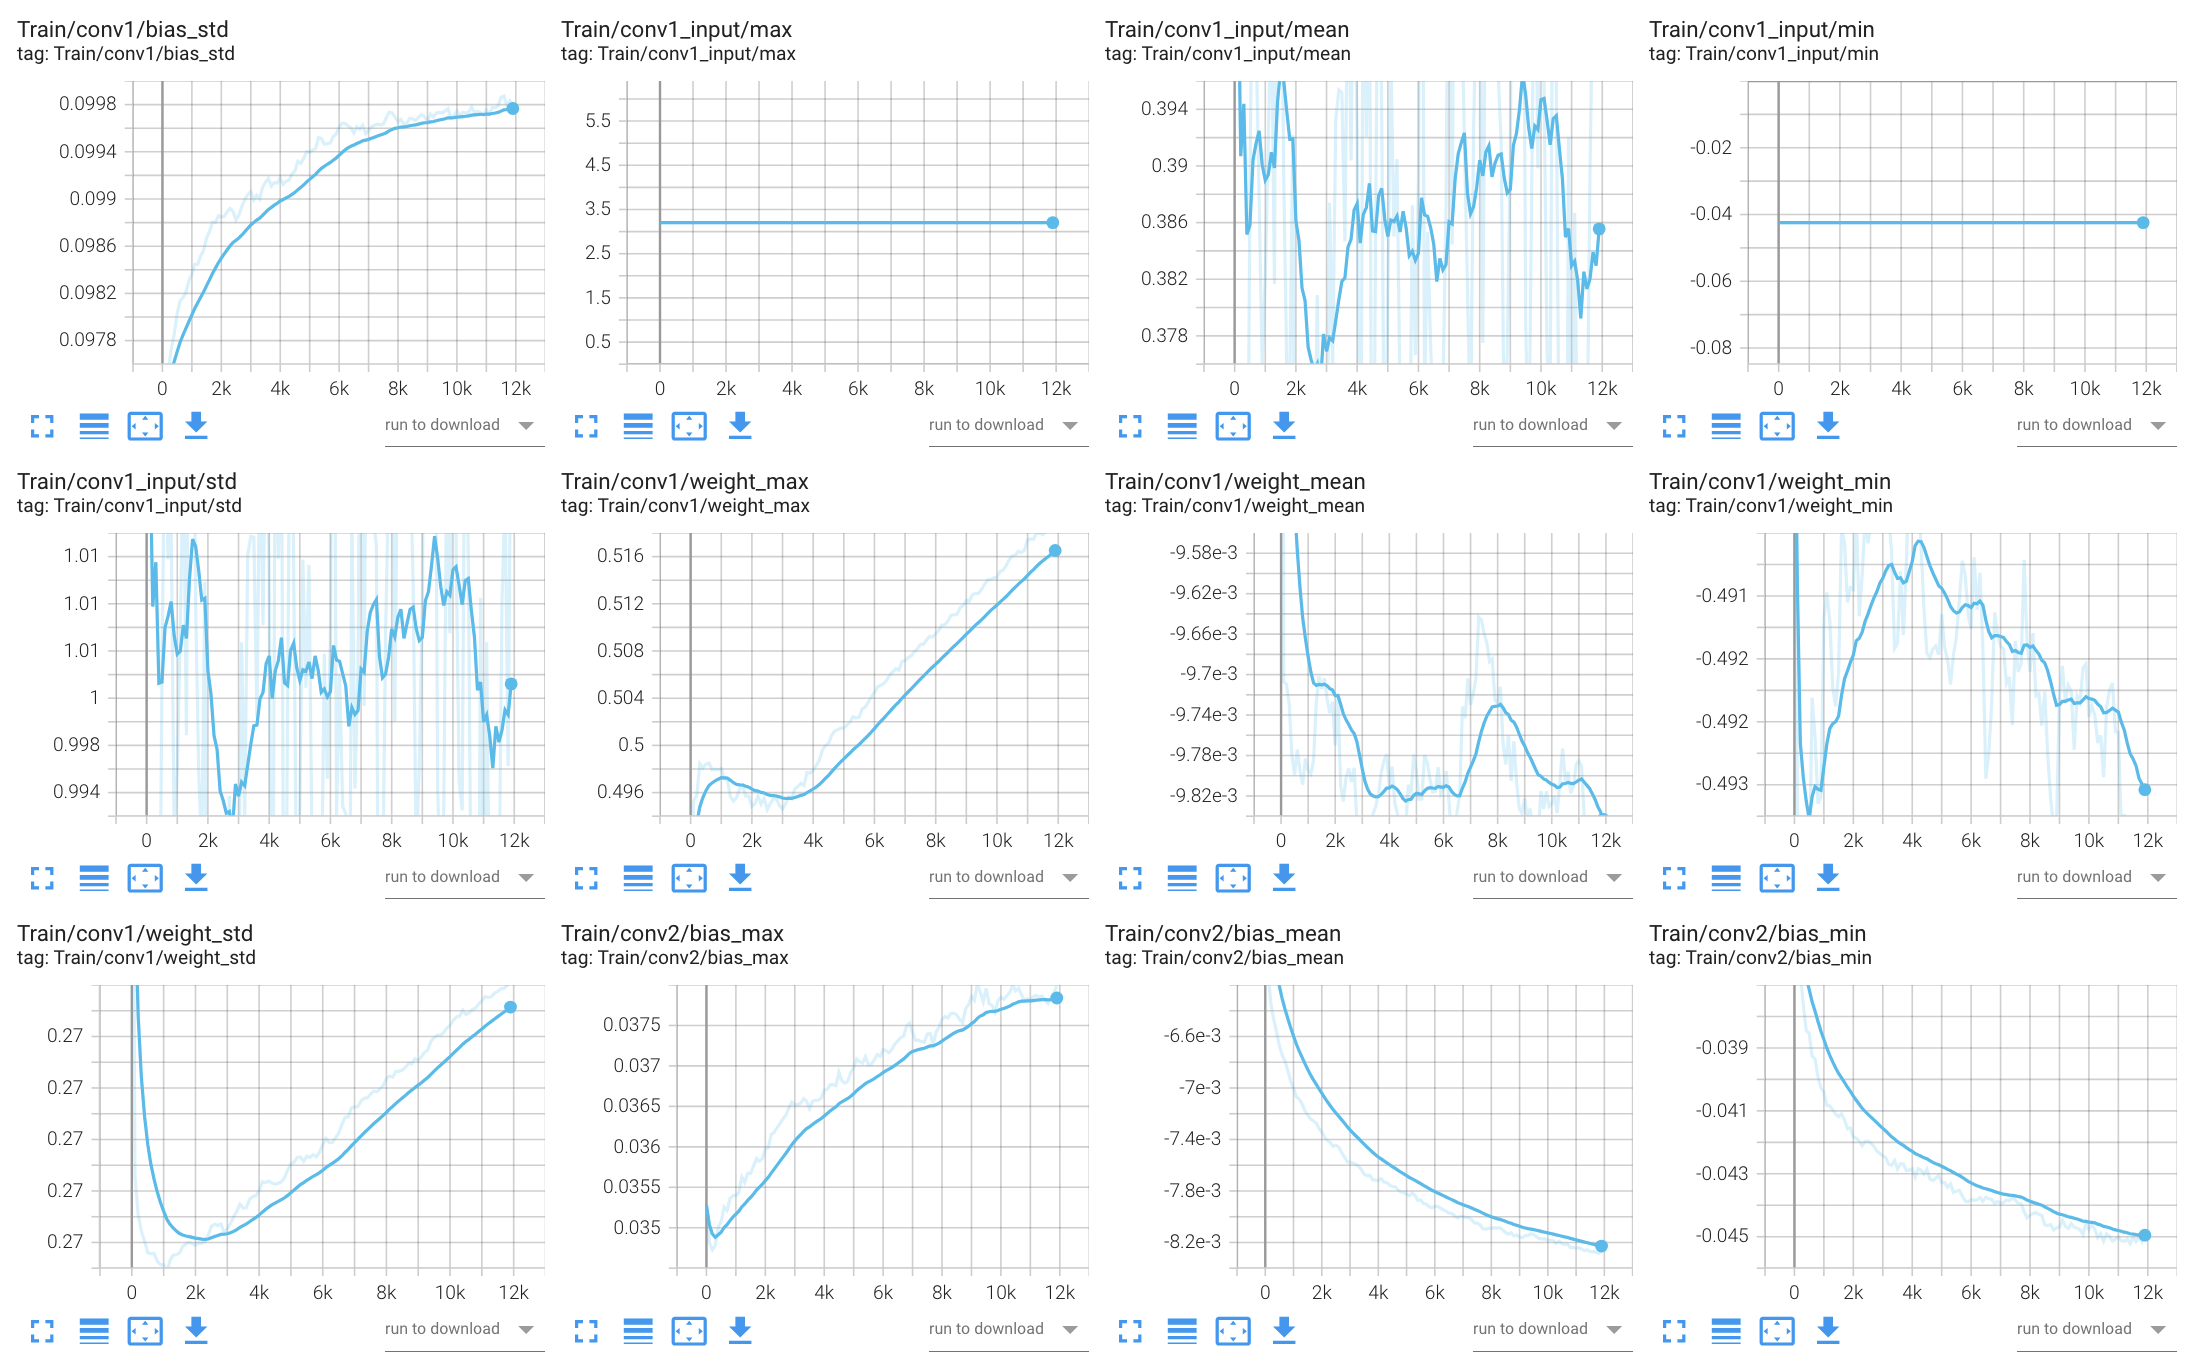 Train/conv1/bias_std
tag: Train/conv1/bias_std
0.0998
0.0994
0.099
0.0986
0.0982
0.0978
0 2k 4k 6k 8k 10k 12k
run to download
Train/conv1_input/max
tag: Train/conv1_input/max
5.5
4.5
3.5
2.5
1.5
0.5
0 2k 4k 6k 8k 10k 12k
run to download
Train/conv1_input/mean
tag: Train/conv1_input/mean
0.394
0.39
0.386
0.382
0.378
0 2k 4k 6k 8k 10k 12k
run to download
Train/conv1_input/min
tag: Train/conv1_input/min
-0.02
-0.04
-0.06
-0.08
0 2k 4k 6k 8k 10k 12k
run to download
Train/conv1_input/std
tag: Train/conv1_input/std
1.01
1.01
1.01
1
0.998
0.994
0 2k 4k 6k 8k 10k 12k
run to download
Train/conv1/weight_max
tag: Train/conv1/weight_max
0.516
0.512
0.508
0.504
0.5
0.496
0 2k 4k 6k 8k 10k 12k
run to download
Train/conv1/weight_mean
tag: Train/conv1/weight_mean
-9.58e-3
-9.62e-3
-9.66e-3
-9.7e-3
-9.74e-3
-9.78e-3
-9.82e-3
0 2k 4k 6k 8k 10k 12k
run to download
Train/conv1/weight_min
tag: Train/conv1/weight_min
-0.491
-0.492
-0.492
-0.493
0 2k 4k 6k 8k 10k 12k
run to download
Train/conv1/weight_std
tag: Train/conv1/weight_std
0.27
0.27
0.27
0.27
0.27
0 2k 4k 6k 8k 10k 12k
run to download
Train/conv2/bias_max
tag: Train/conv2/bias_max
0.0375
0.037
0.0365
0.036
0.0355
0.035
0 2k 4k 6k 8k 10k 12k
run to download
Train/conv2/bias_mean
tag: Train/conv2/bias_mean
-6.6e-3
-7e-3
-7.4e-3
-7.8e-3
-8.2e-3
0 2k 4k 6k 8k 10k 12k
run to download
Train/conv2/bias_min
tag: Train/conv2/bias_min
-0.039
-0.041
-0.043
-0.045
0 2k 4k 6k 8k 10k 12k
run to download